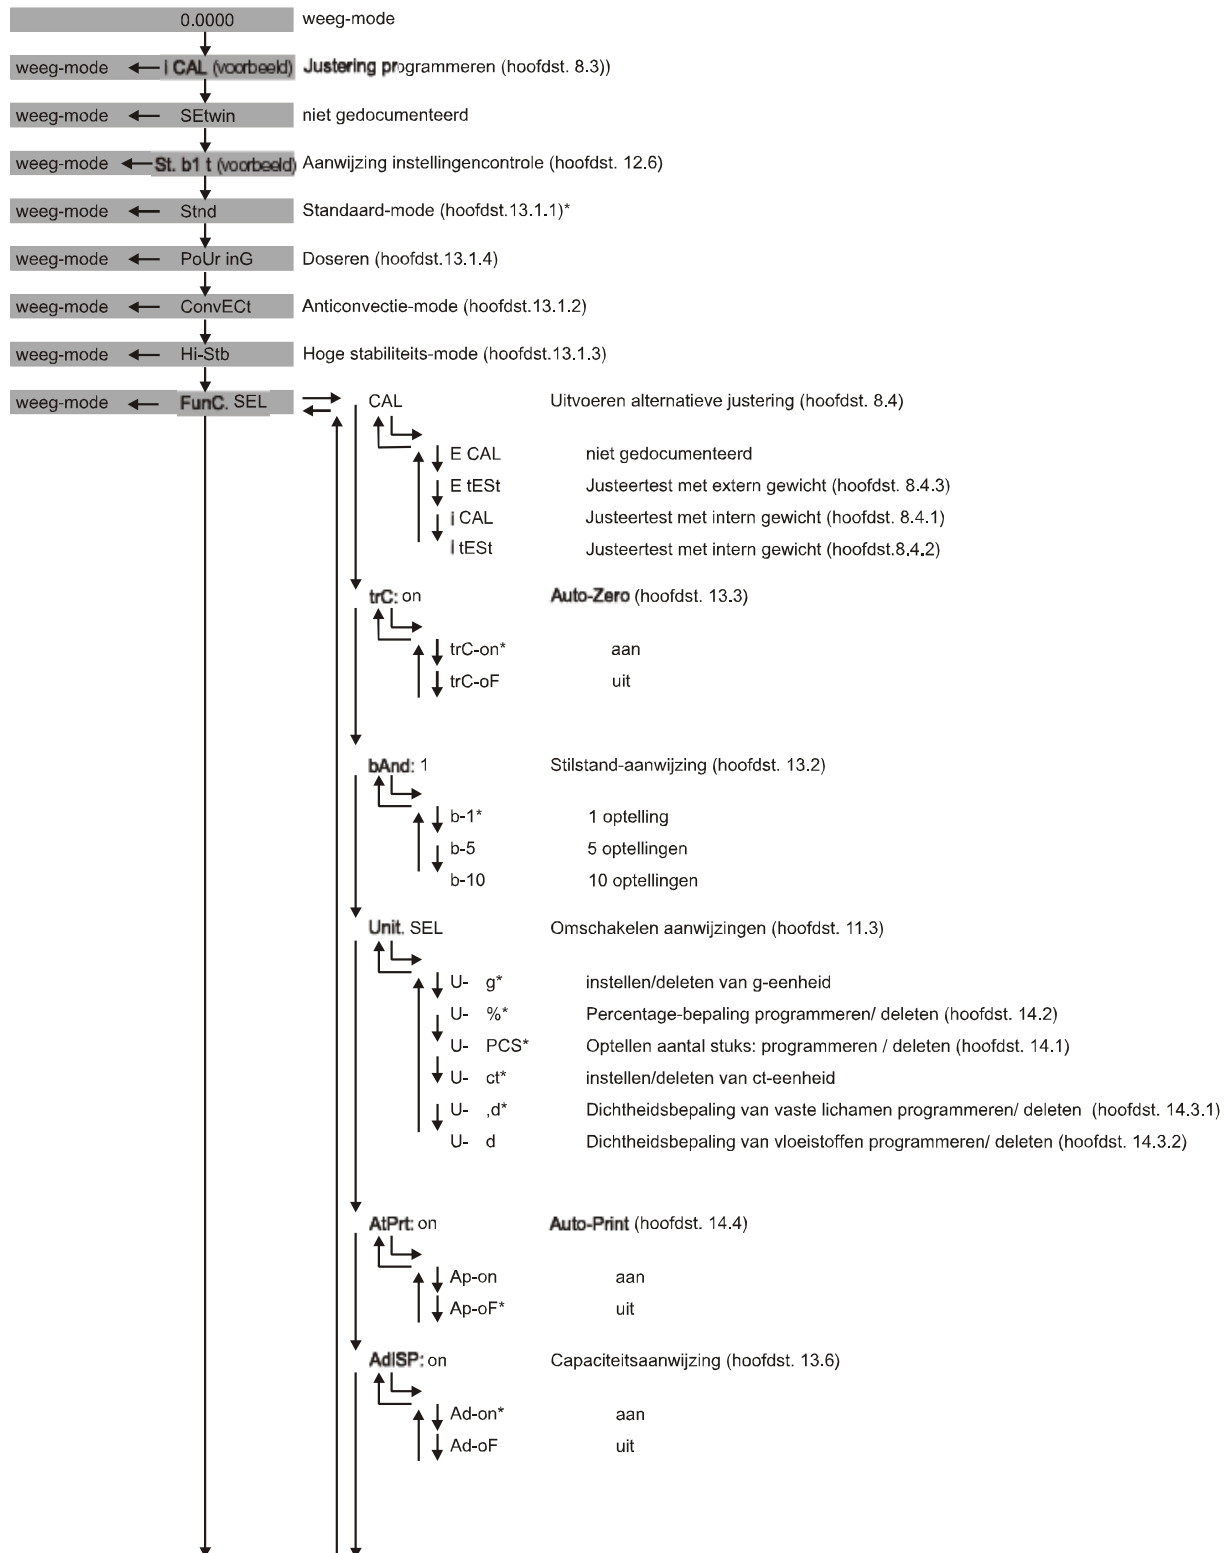 0.0000 weeg-mode
weeg-mode i CAL (voorbeeld) Justering programmeren (hoofdst. 8.3))
weeg-mode SEtwin niet gedocumenteerd
weeg-mode St. b1 t (voorbeeld) Aanwijzing instellingencontrole (hoofdst. 12.6)
weeg-mode Stnd Standaard-mode (hoofdst.13.1.1)*
weeg-mode PoUr inG Doseren (hoofdst.13.1.4)
weeg-mode ConvECt Anticonvectie-mode (hoofdst.13.1.2)
weeg-mode Hi-Stb Hoge stabiliteits-mode (hoofdst.13.1.3)
weeg-mode FunC. SEL CAL Uitvoeren alternatieve justering (hoofdst. 8.4)
E CAL niet gedocumenteerd
E tESt Justeertest met extern gewicht (hoofdst. 8.4.3)
i CAL Justeertest met intern gewicht (hoofdst. 8.4.1)
i tESt Justeertest met intern gewicht (hoofdst.8.4.2)
trC: on Auto-Zero (hoofdst. 13.3)
trC-on* aan
trC-oF uit
bAnd: 1 Stilstand-aanwijzing (hoofdst. 13.2)
b-1* 1 optelling
b-5 5 optellingen
b-10 10 optellingen
Unit. SEL Omschakelen aanwijzingen (hoofdst. 11.3)
U- g* instellen/deleten van g-eenheid
U- %* Percentage-bepaling programmeren/ deleten (hoofdst. 14.2)
U- PCS* Optellen aantal stuks: programmeren / deleten (hoofdst. 14.1)
U- ct* instellen/deleten van ct-eenheid
U- ,d* Dichtheidsbepaling van vaste lichamen programmeren/ deleten (hoofdst. 14.3.1)
U- d Dichtheidsbepaling van vloeistoffen programmeren/ deleten (hoofdst. 14.3.2)
AtPrt: on Auto-Print (hoofdst. 14.4)
Ap-on aan
Ap-oF* uit
AdISP: on Capaciteitsaanwijzing (hoofdst. 13.6)
Ad-on* aan
Ad-oF uit